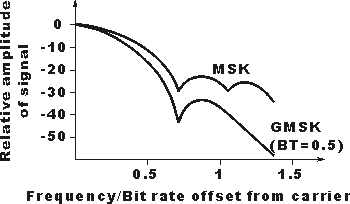 Relative amplitude
of signal
0
-10
-20
-30
-40
-50
MSK
GMSK
(BT=0.5)
0.5
1
1.5
Frequency/Bit rate offset from carrier